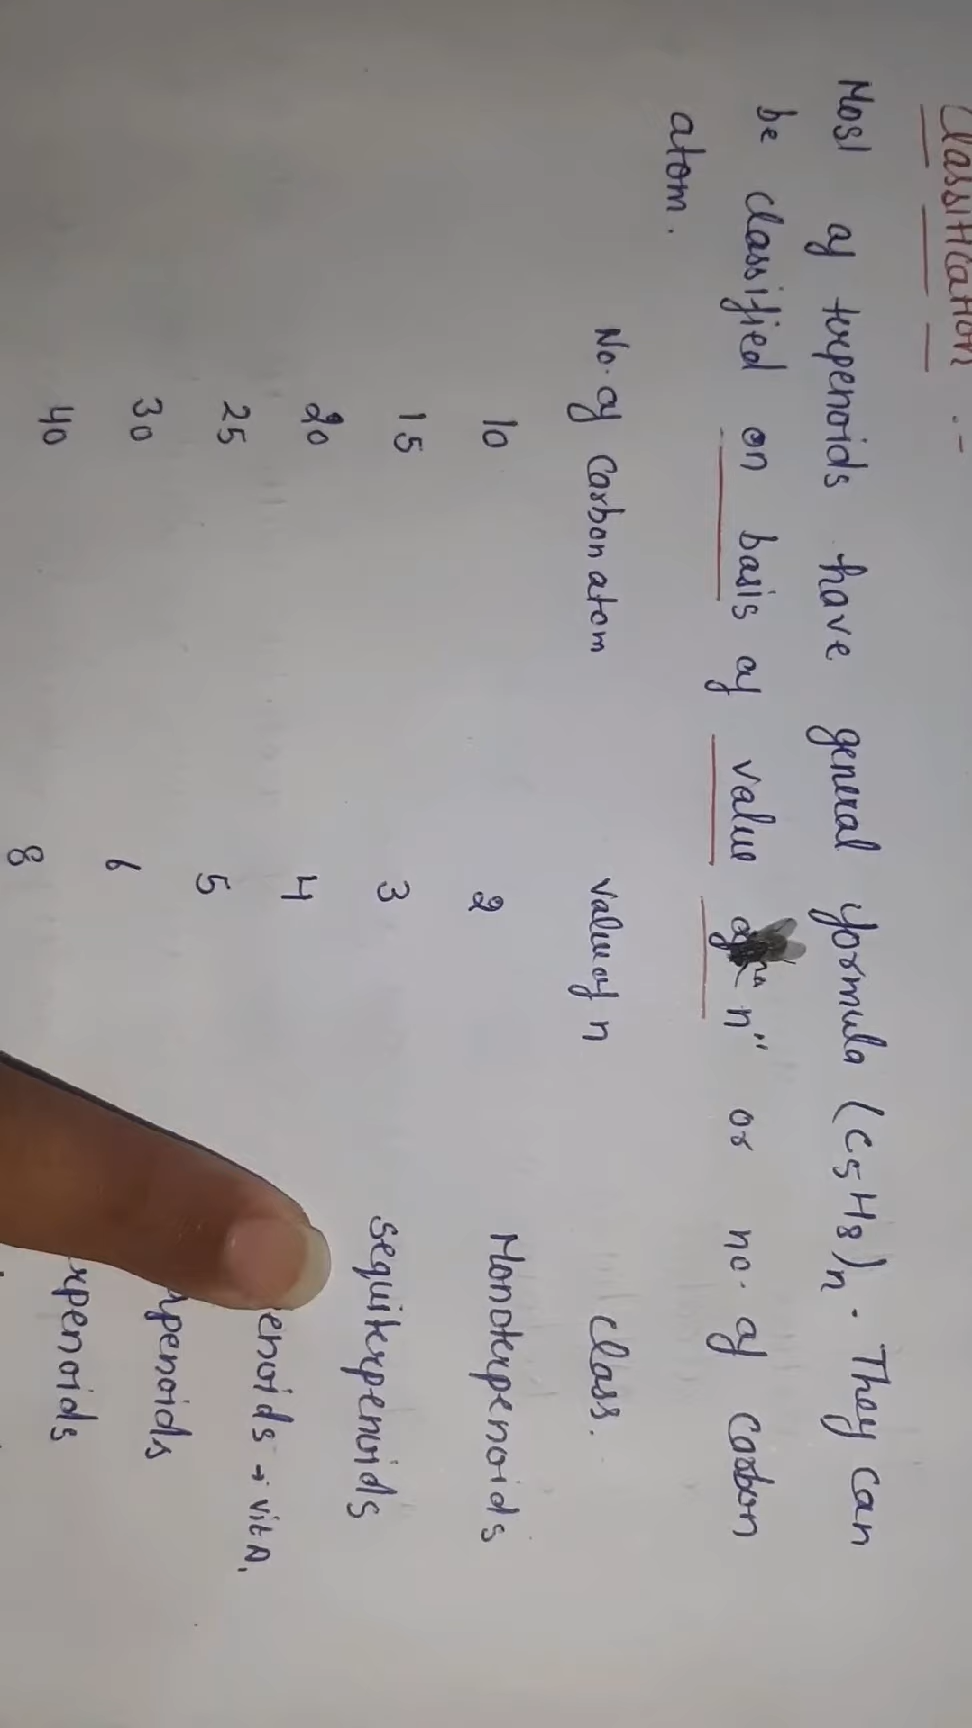 Classification :-
Most of terpenoids have general formula (C5H8)n. They can
be classified on basis of value of "n" or no. of carbon
atom.
No. of Carbon atom value of n class.
10 2 Monoterpenoids
15 3 sequiterpenoids
20 4 enoids → vit A,
25 5 rpenoids
30 6 rpenoids
40 8